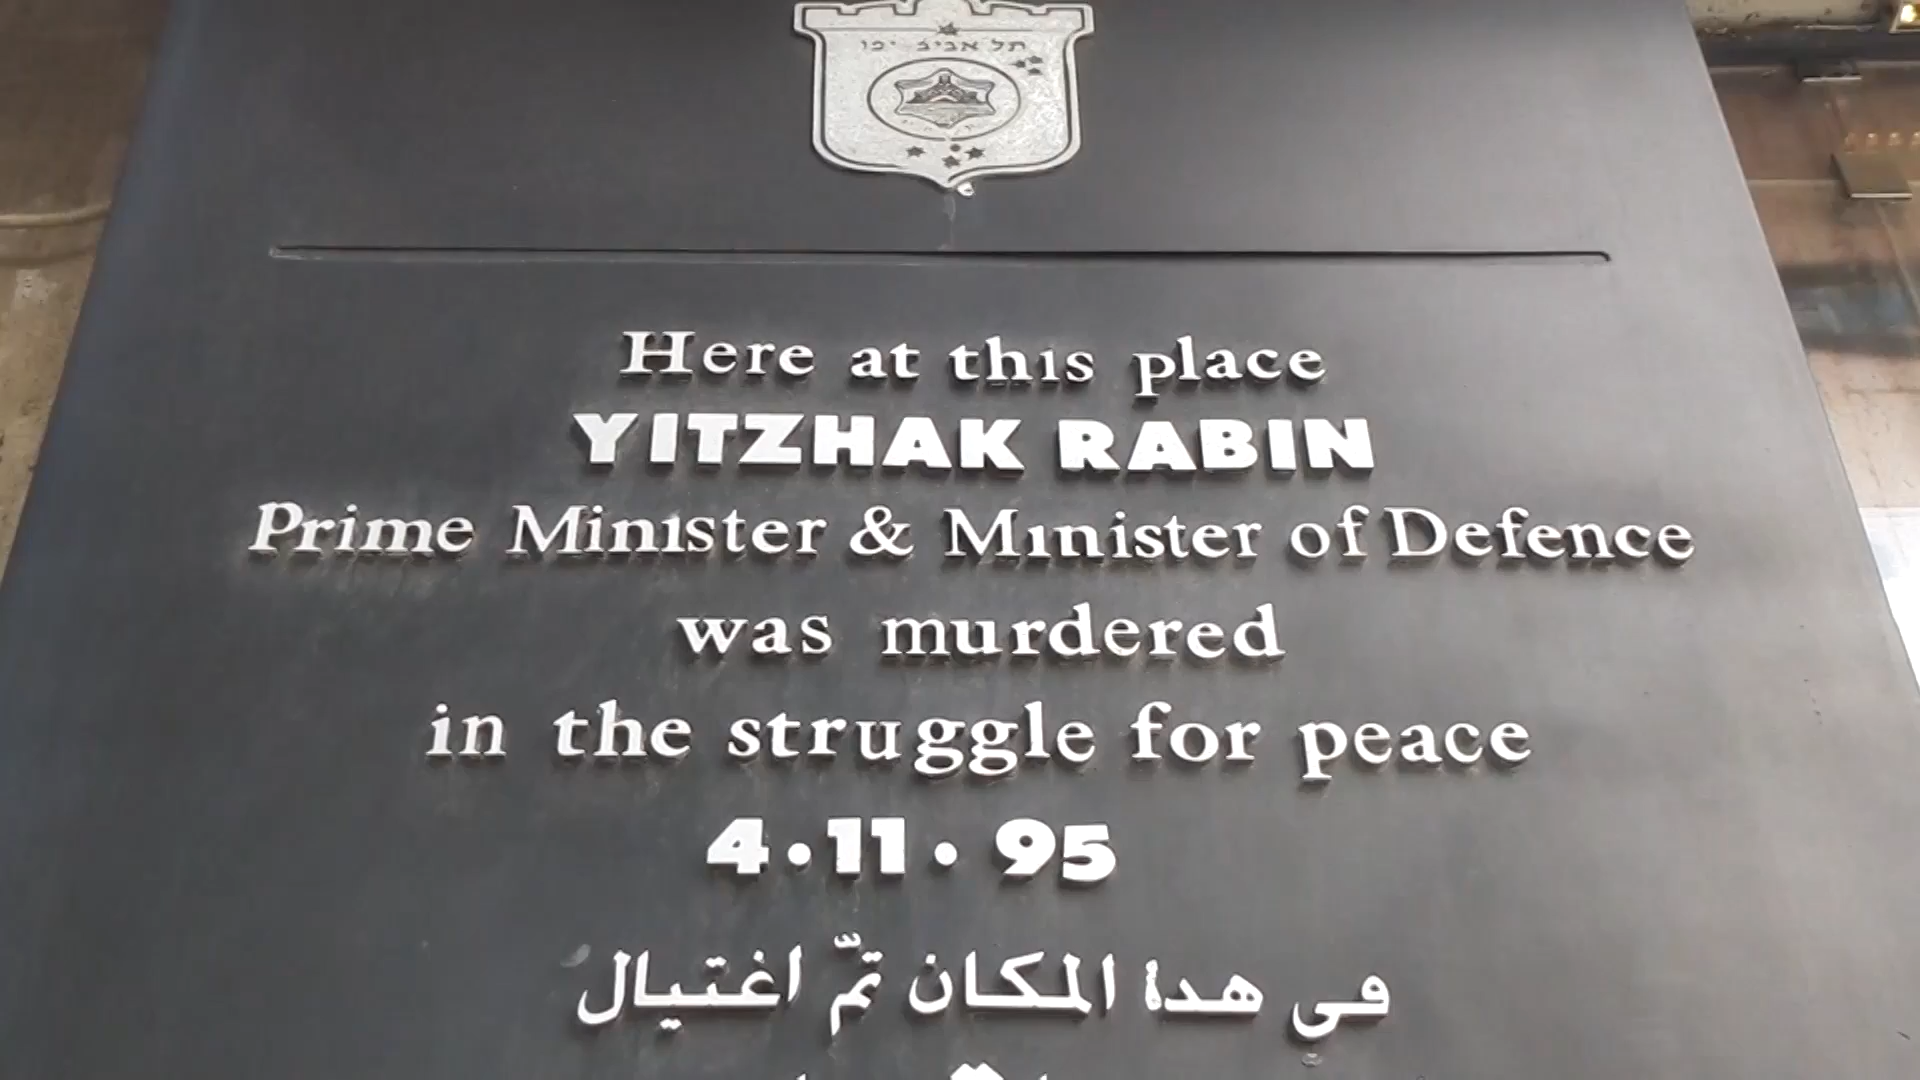 תל אביב יפו
Here at this place
YITZHAK RABIN
Prime Minister & Minister of Defence
was murdered
in the struggle for peace
4•11•95
في هدا المكان تمّ اغتيال